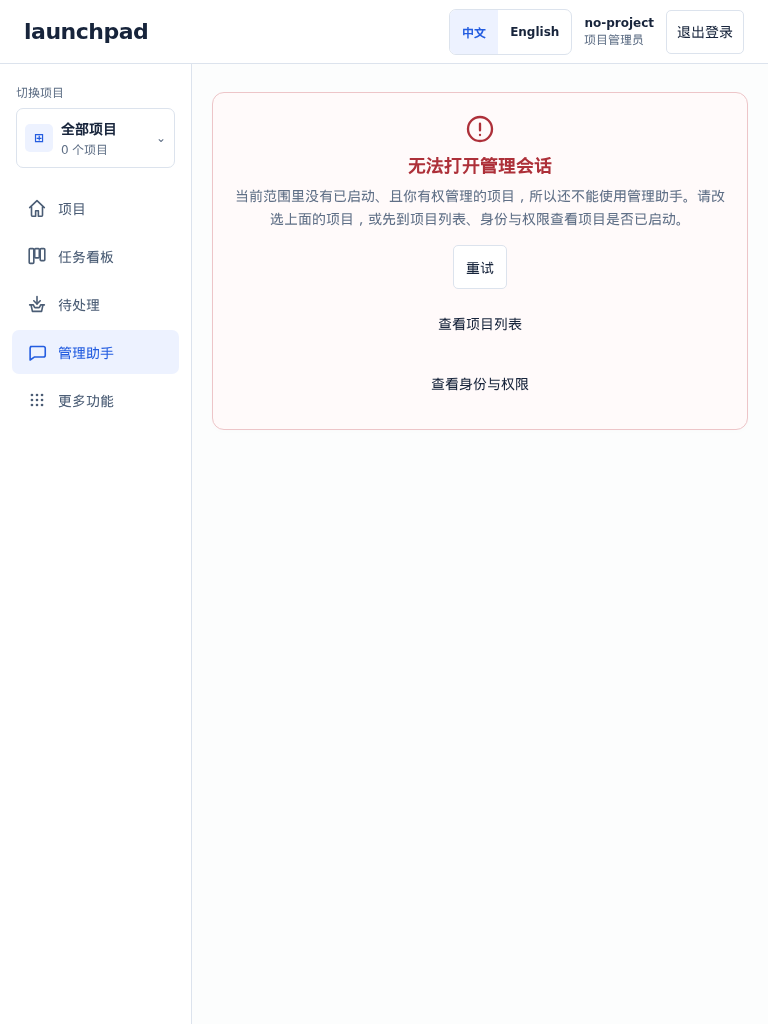 launchpad
中文
English
no-project
项目管理员
退出登录
切换项目
全部项目
0 个项目
项目
任务看板
待处理
管理助手
更多功能
无法打开管理会话
当前范围里没有已启动、且你有权管理的项目，所以还不能使用管理助手。请改
选上面的项目，或先到项目列表、身份与权限查看项目是否已启动。
重试
查看项目列表
查看身份与权限